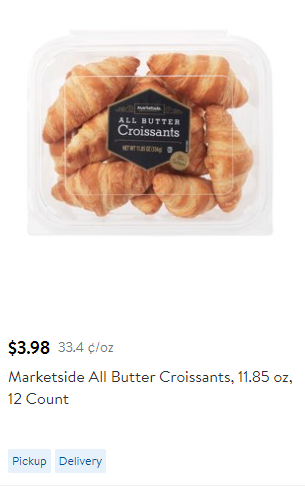 Marketside
ALL BUTTER
Croissants
NET WT 11.85 OZ (336g)
$3.98 33.4 ¢/oz
Marketside All Butter Croissants, 11.85 oz,
12 Count
Pickup Delivery